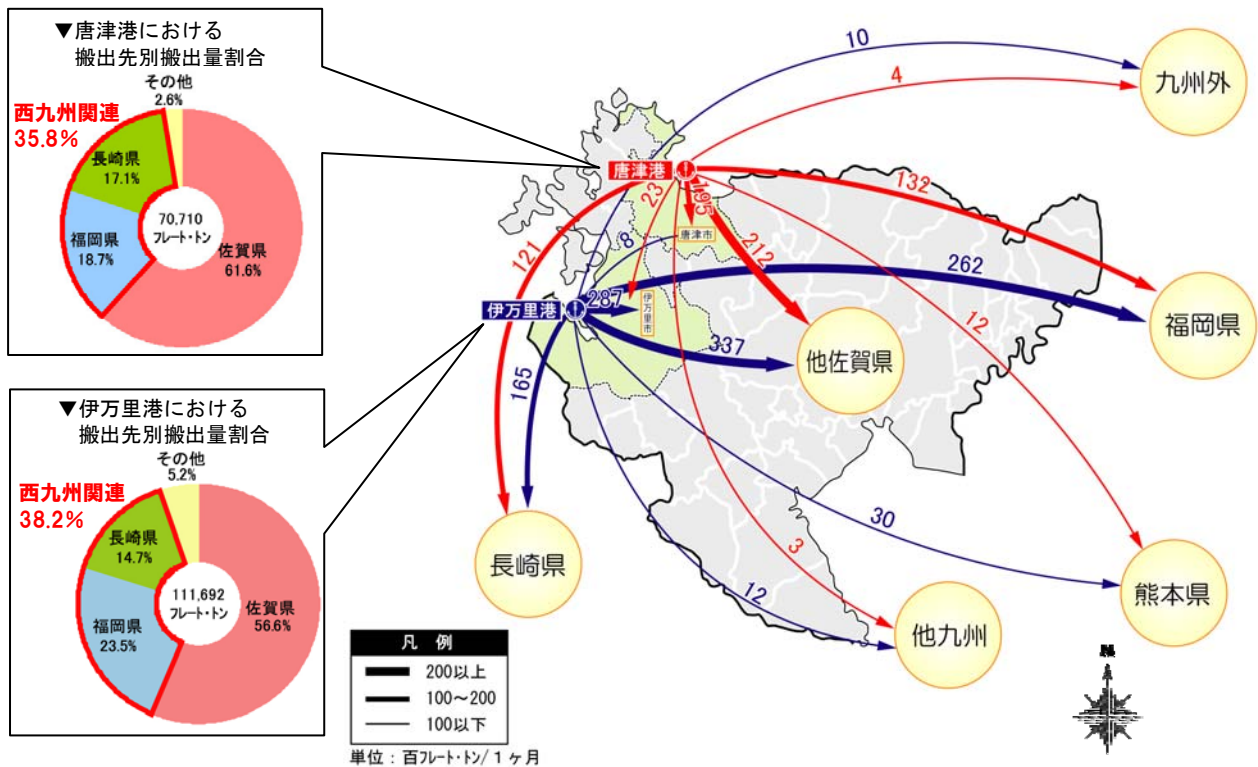 ▼唐津港における
搬出先別搬出量割合
その他
2.6%
西九州関連
35.8%
長崎県
17.1%
福岡県
18.7%
70,710
フレート・トン
佐賀県
61.6%
▼伊万里港における
搬出先別搬出量割合
その他
5.2%
西九州関連
38.2%
長崎県
14.7%
福岡県
23.5%
111,692
フレート・トン
佐賀県
56.6%
10
4
九州外
唐津港
132
23
195
121
8
唐津市
212
262
287
伊万里港
伊万里市
福岡県
12
337
他佐賀県
165
30
長崎県
3
12
熊本県
他九州
凡 例
200以上
100～200
100以下
単位：百フレート・トン/１ヶ月